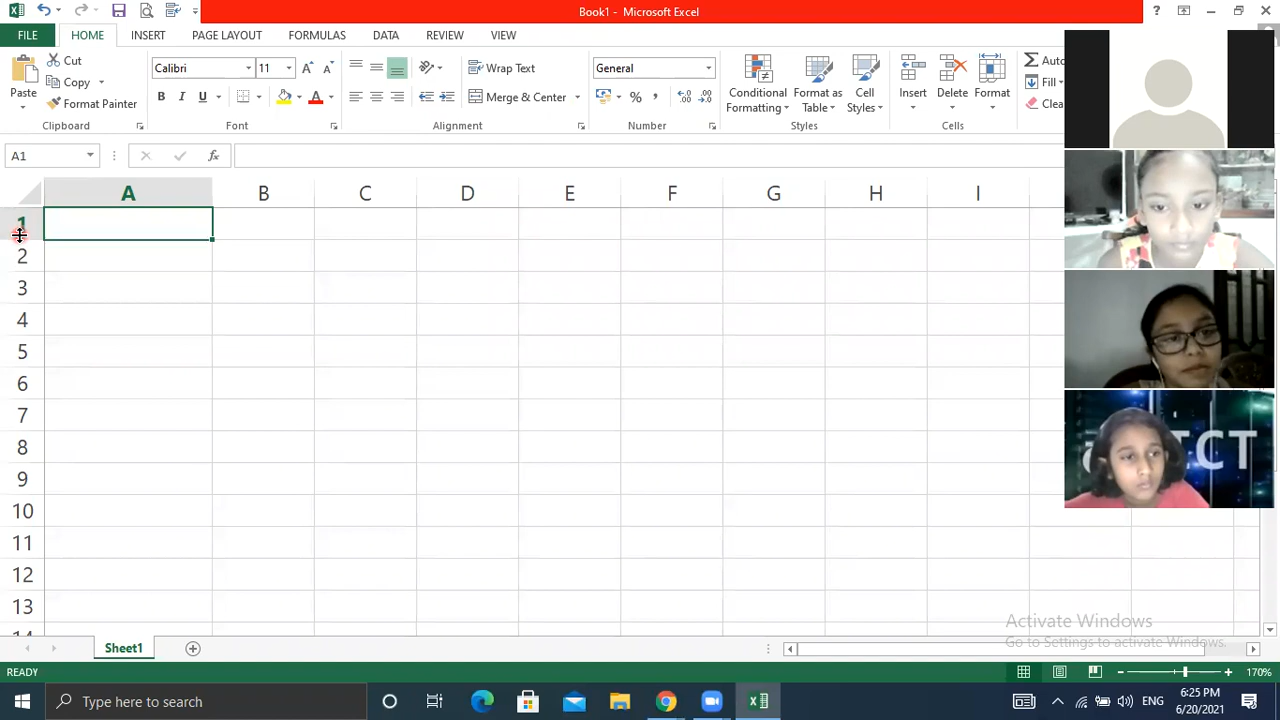 Book1 - Microsoft Excel
?
FILE HOME INSERT PAGE LAYOUT FORMULAS DATA REVIEW VIEW
Paste
Cut
Copy
Format Painter
Clipboard
Calibri 11
B I U A
Font
Wrap Text
Merge & Center
Alignment
General
% ,
Number
Conditional Formatting
Format as Table
Cell Styles
Styles
Insert Delete Format
Cells
Auto
Fill
Clea
A1 fx
A B C D E F G H I
1
2
3
4
5
6
7
8
9
10
11
12
13
14
ICT
Activate Windows
Go to Settings to activate Windows.
Sheet1
READY 170%
Type here to search
ENG
6:25 PM
6/20/2021